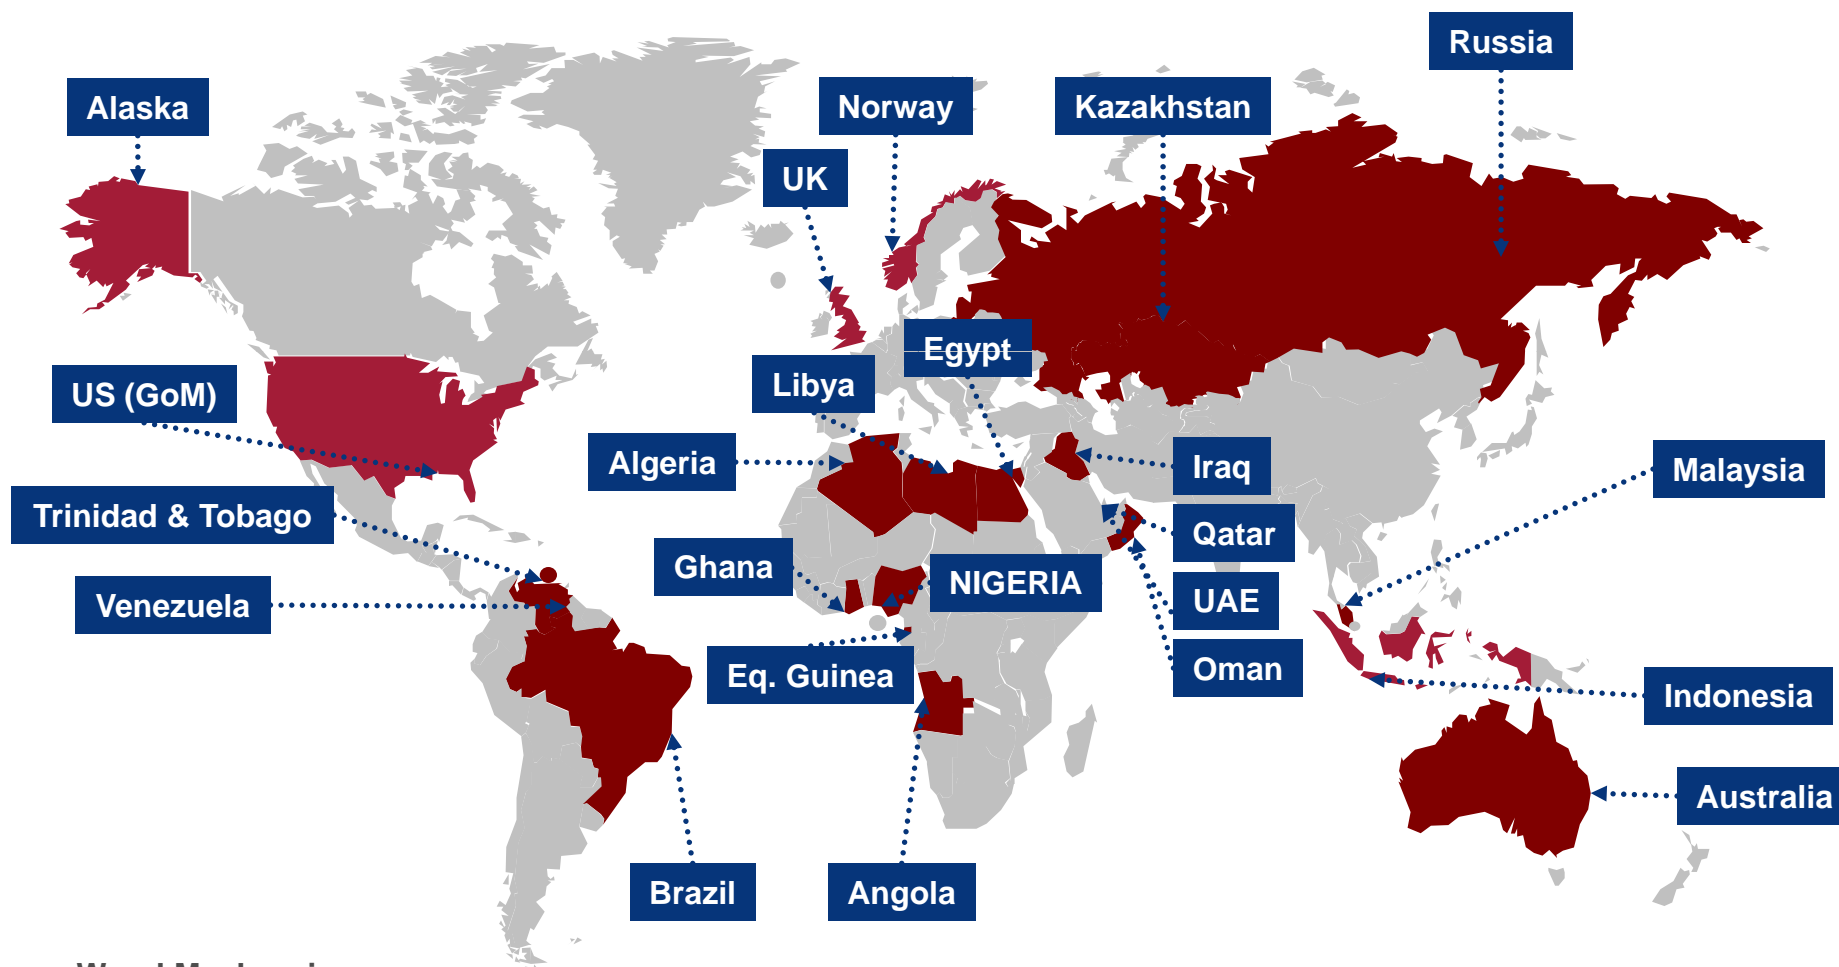 Russia
Alaska
Norway
Kazakhstan
UK
Egypt
Libya
US (GoM)
Algeria
Iraq
Malaysia
Trinidad & Tobago
Qatar
Ghana
NIGERIA
Venezuela
UAE
Oman
Eq. Guinea
Indonesia
Australia
Brazil
Angola